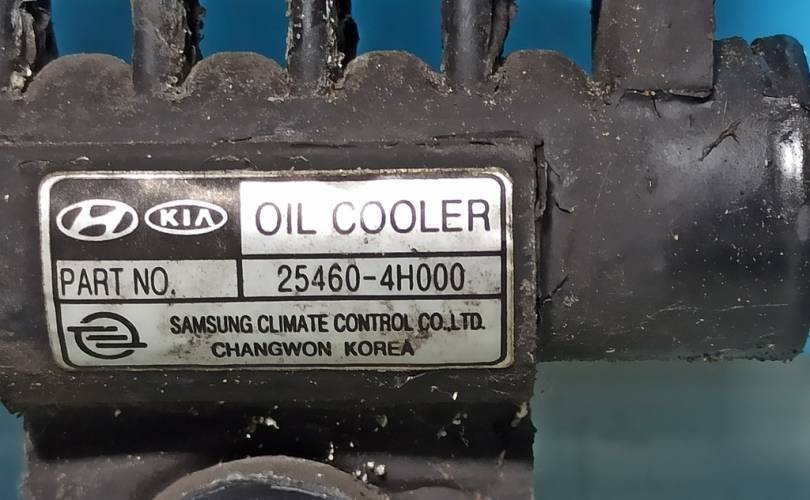 KIA OIL COOLER
PART NO. 25460-4H000
SAMSUNG CLIMATE CONTROL CO.,LTD.
CHANGWON KOREA